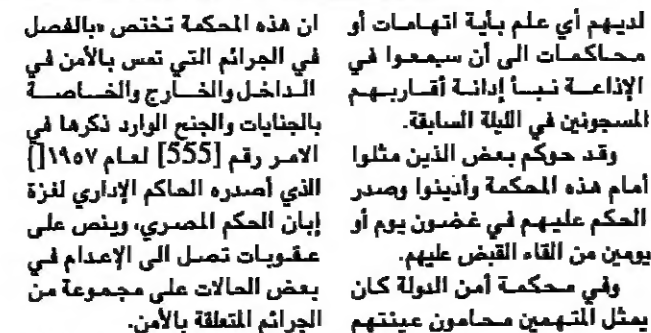 ان هذه المحكمة تختص «بالفصل
في الجرائم التي تمس بالأمن في
الداخل والخارج والخاصة
بالجنايات والجنح الوارد ذكرها في
الامر رقم [555] لعام ١٩٥٧[]
الذي أصدره الحاكم الإداري لغزة
إبان الحكم المصري، وينص على
عقوبات تصل الى الإعدام في
بعض الحالات على مجموعة من
الجرائم المتعلقة بالأمن.
لديهم أي علم بأية اتهامات أو
محاكمات الى أن سيمعوا في
الإذاعة نبأ إدانة أقاربهم
المسجونين في الليلة السابقة.
وقد حوكم بعض الذين مثلوا
أمام هذه المحكمة وأدينوا وصدر
الحكم عليهم في غضون يوم أو
يومين من القاء القبض عليهم.
وفي محكمة أمن الدولة كان
يمثل المتهمين محامون عينتهم